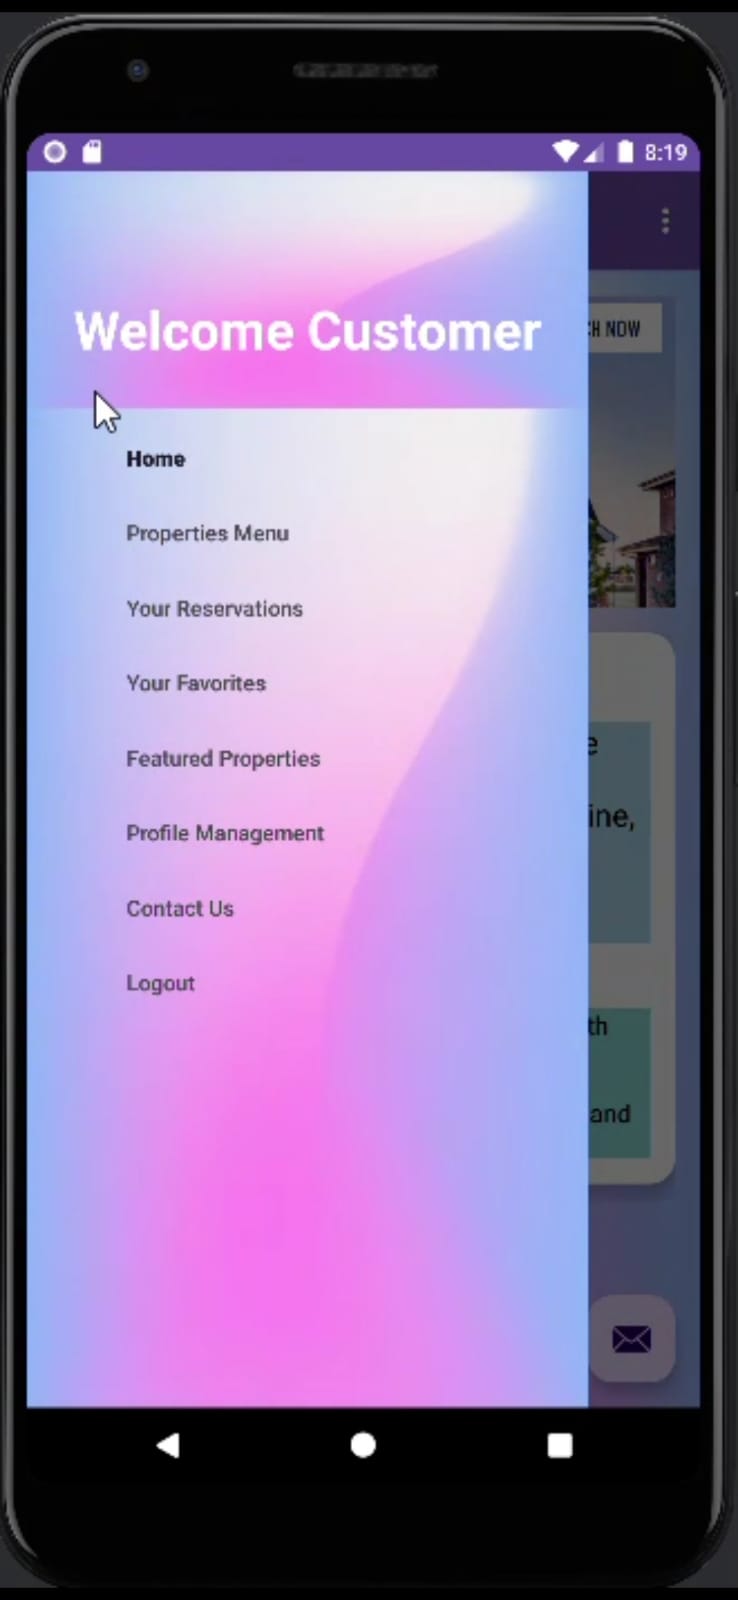 8:19
Welcome Customer
CH NOW
Home
Properties Menu
Your Reservations
Your Favorites
Featured Properties
e
ine,
Profile Management
Contact Us
Logout
th
and